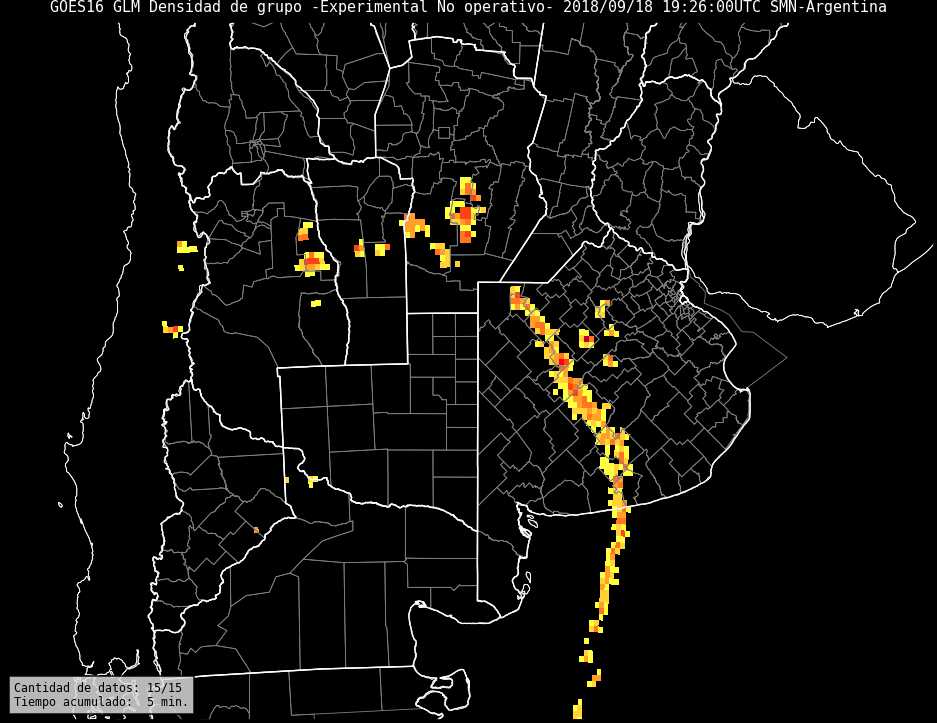 GOES16 GLM Densidad de grupo -Experimental No operativo- 2018/09/18 19:26:00UTC SMN-Argentina
Cantidad de datos: 15/15
Tiempo acumulado:  5 min.